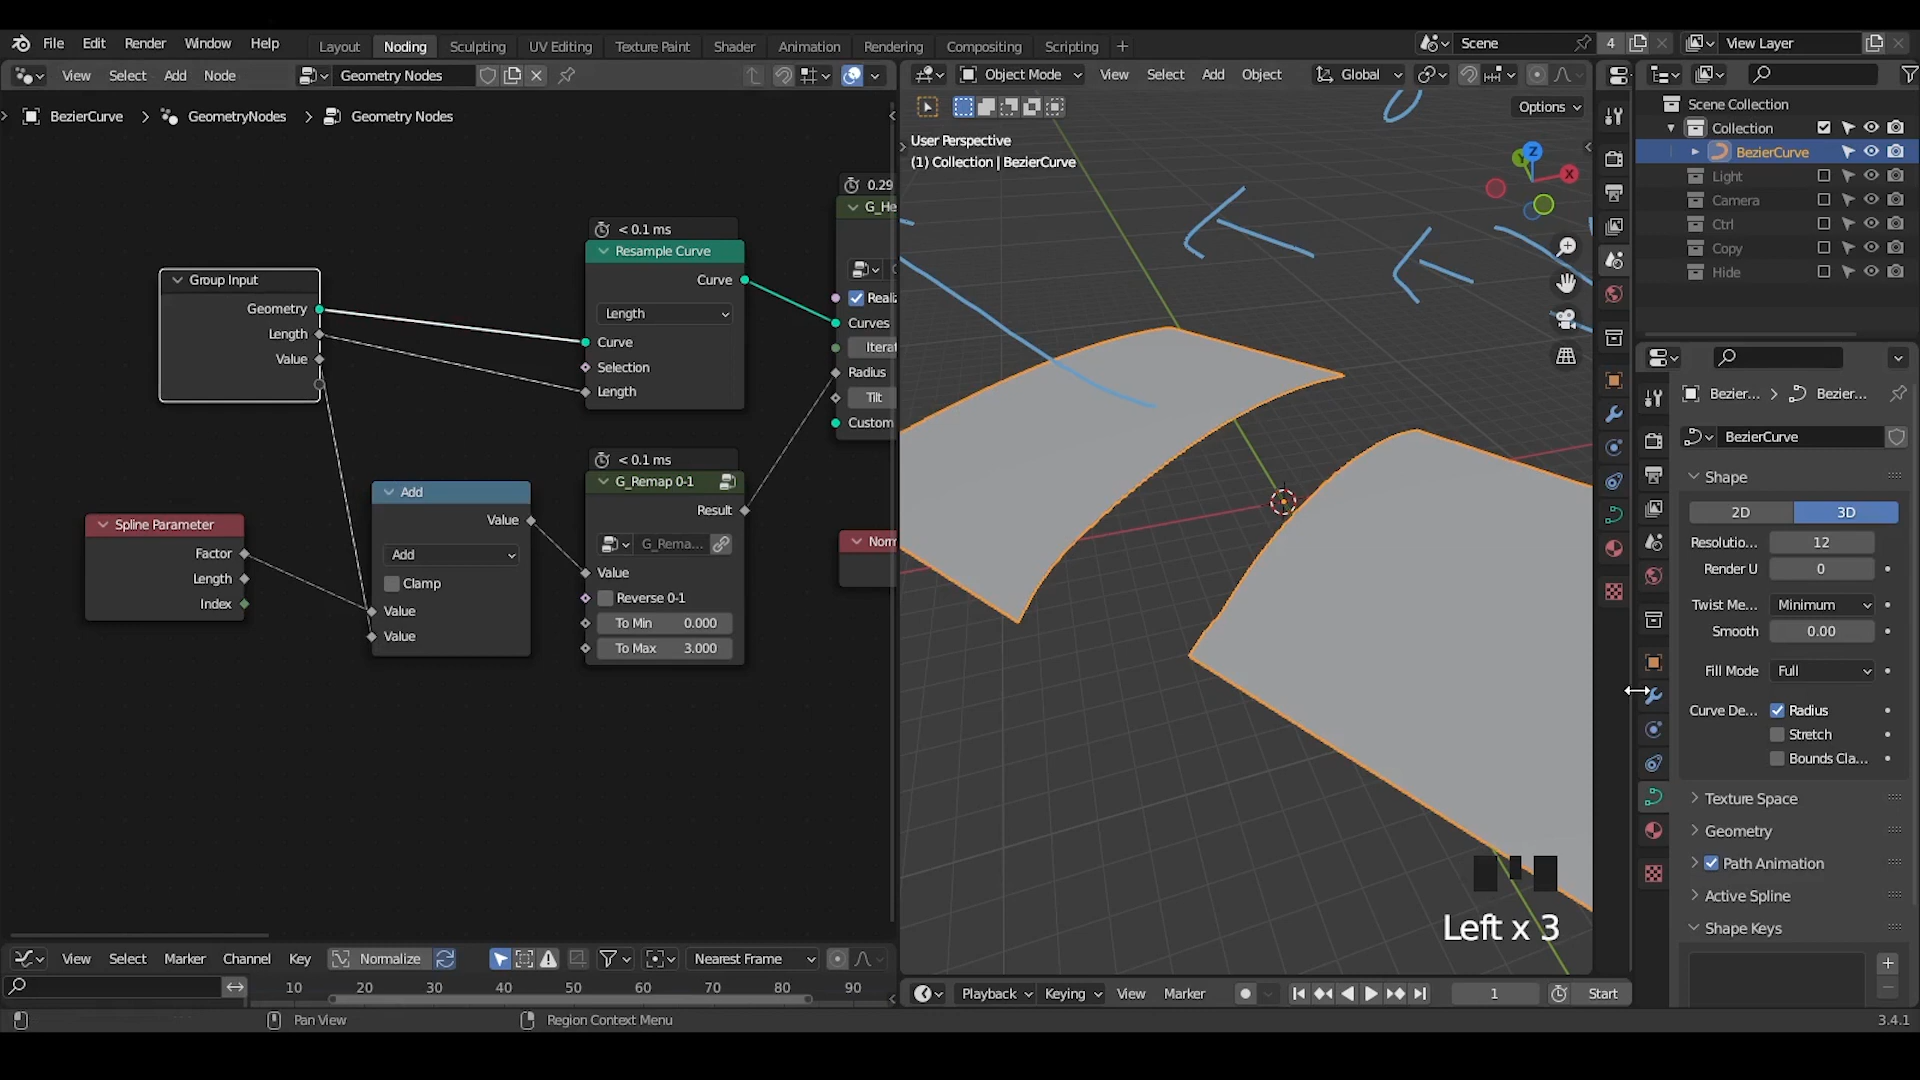 File Edit Render Window Help
Layout Noding Sculpting UV Editing Texture Paint Shader Animation Rendering Compositing Scripting +
Scene 4 View Layer
View Select Add Node Geometry Nodes
Object Mode View Select Add Object Global
BezierCurve > GeometryNodes > Geometry Nodes
Options
User Perspective
(1) Collection | BezierCurve
Z
Y
X
Scene Collection
Collection
BezierCurve
Light
Camera
Ctrl
Copy
Hide
Group Input
Geometry
Length
Value
< 0.1 ms
Resample Curve
Curve
Length
Curve
Selection
Length
0.29
G_He
Realiz
Curves
Iterat
Radius
Tilt
Custom
Spline Parameter
Factor
Length
Index
Add
Value
Add
Clamp
Value
Value
< 0.1 ms
G_Remap 0-1
Result
G_Rema...
Value
Reverse 0-1
To Min 0.000
To Max 3.000
Norm
Bezier... > Bezier...
BezierCurve
Shape
2D 3D
Resolutio... 12
Render U 0
Twist Me... Minimum
Smooth 0.00
Fill Mode Full
Curve De... Radius
Stretch
Bounds Cla...
Texture Space
Geometry
Path Animation
Active Spline
Shape Keys
Left x 3
View Select Marker Channel Key Normalize Nearest Frame
10 20 30 40 50 60 70 80 90
Playback Keying View Marker 1 Start
Pan View Region Context Menu 3.4.1